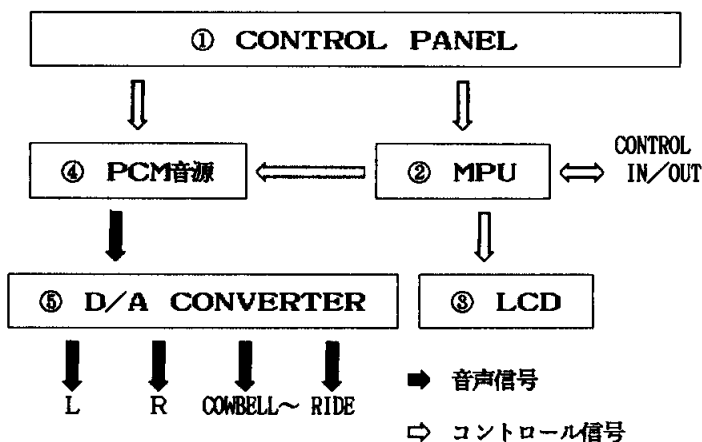 ① CONTROL PANEL
④ PCM音源
② MPU
CONTROL
IN/OUT
⑤ D/A CONVERTER
③ LCD
L
R
COWBELL〜 RIDE
音声信号
コントロール信号